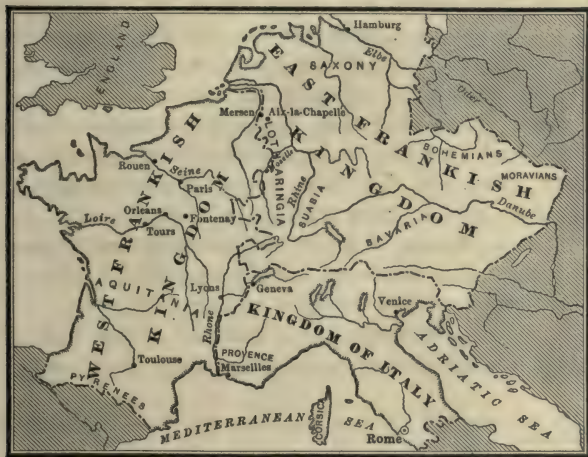 ENGLAND
Hamburg
Elbe
SAXONY
Oder
EAST FRANKISH KINGDOM
Mersen
Aix-la-Chapelle
LOTHARINGIA
Moselle
Rhine
SUABIA
BOHEMIANS
MORAVIANS
Danube
BAVARIA
WEST FRANKISH KINGDOM
Rouen
Seine
Paris
Orleans
Fontenay-?
Loire
Tours
AQUITANIA
Lyons
Geneva
Rhone
PROVENCE
Marseilles
Toulouse
PYRENEES
KINGDOM OF ITALY
Venice
ADRIATIC SEA
MEDITERRANEAN SEA
CORSICA
Rome